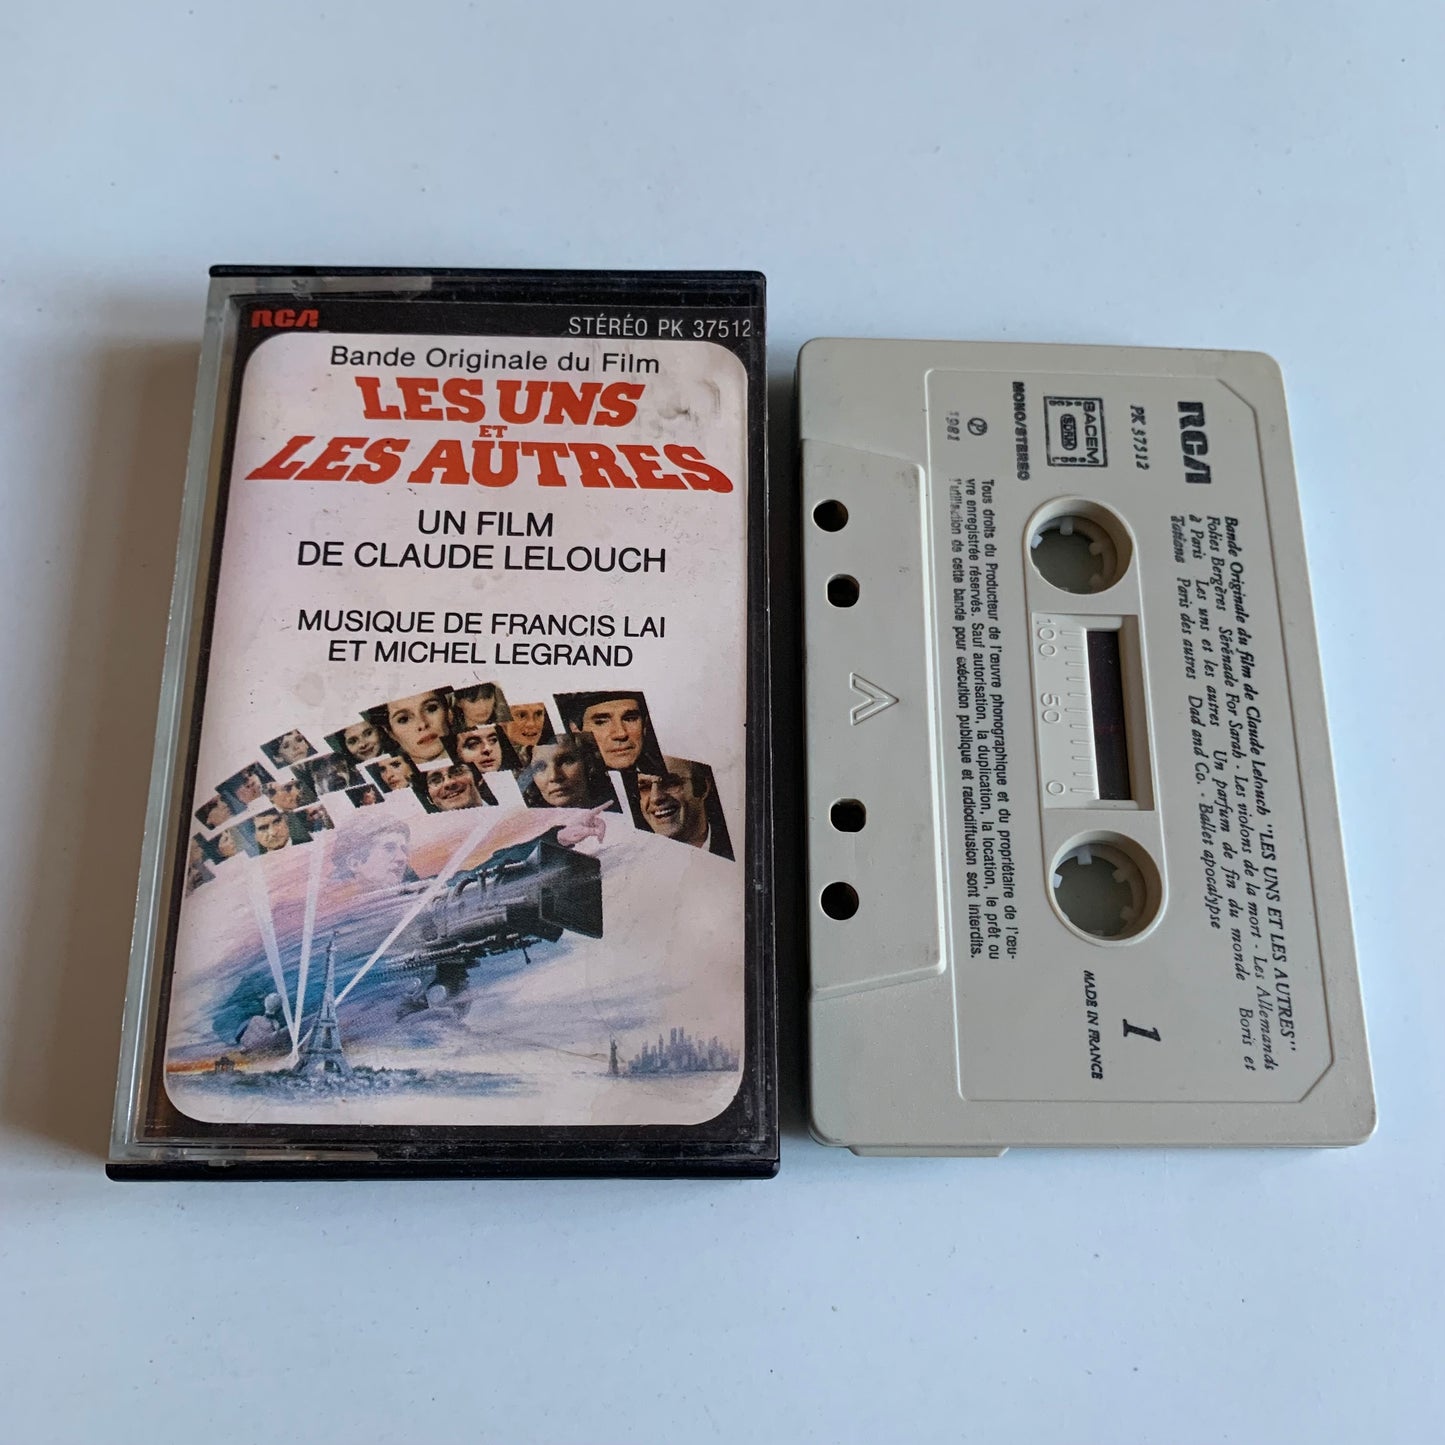 RCA
STÉRÉO PK 37512
Bande Originale du Film
LES UNS
ET
LES AUTRES
UN FILM
DE CLAUDE LELOUCH
MUSIQUE DE FRANCIS LAI
ET MICHEL LEGRAND
RCA
PK 37512
BACEM
SDRM
MONO/STEREO
Ⓟ
1981
Bande Originale du film de Claude Lelouch "LES UNS ET LES AUTRES"
Folies Bergères Sérénade For Sarah · Les violons de la mort · Les Allemands
à Paris Les uns et les autres Un parfum de fin du monde Boris et
Tatiana Paris des autres Dad and Co. · Ballet apocalypse
Tous droits du Producteur de l'œuvre phonographique et du propriétaire de l'œu-
vre enregistrée réservés. Sauf autorisation, la duplication, la location, le prêt ou
l'utilisation de cette bande pour exécution publique et radiodiffusion sont interdits.
100 50 0
1
MADE IN FRANCE